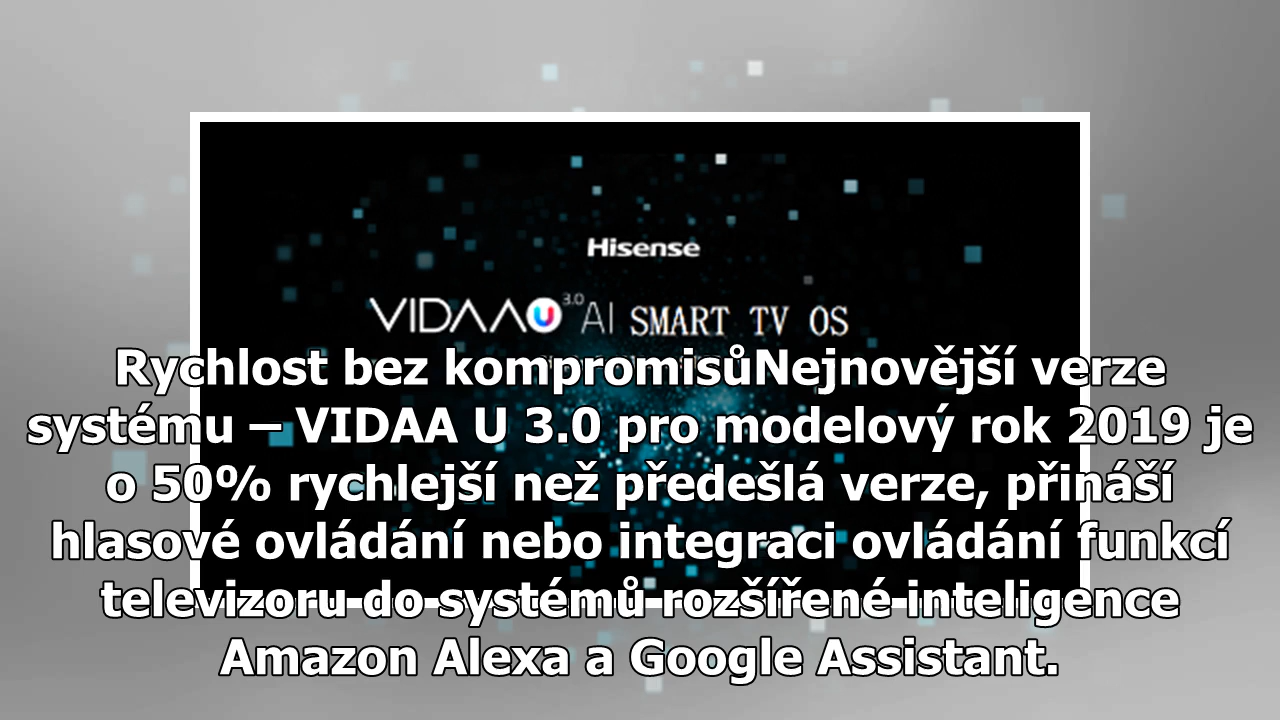 Hisense
VIDAA U 3.0 AI SMART TV OS
Rychlost bez kompromisůNejnovější verze
systému – VIDAA U 3.0 pro modelový rok 2019 je
o 50% rychlejší než předešlá verze, přináší
hlasové ovládání nebo integraci ovládání funkcí
televizoru do systémů rozšířené inteligence
Amazon Alexa a Google Assistant.